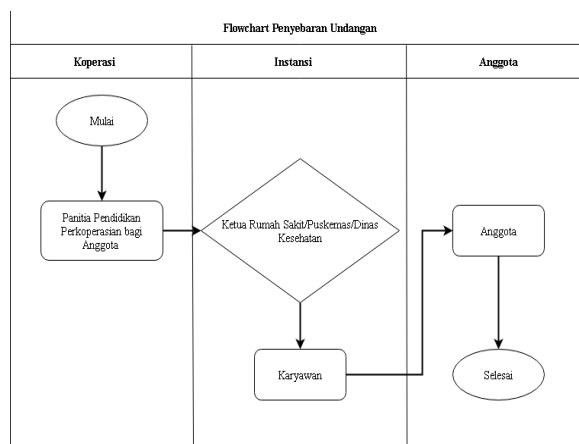 Flowchart Penyebaran Undangan
Koperasi
Instansi
Anggota
Mulai
Panitia Pendidikan
Perkoperasian bagi
Anggota
Ketua Rumah Sakit/Puskemas/Dinas
Kesehatan
Karyawan
Anggota
Selesai